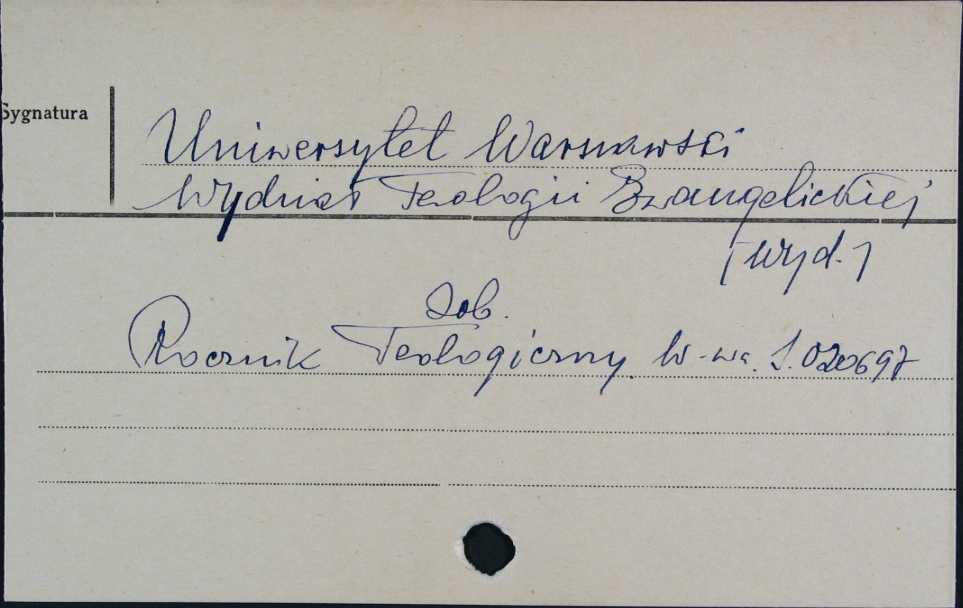 Sygnatura
Uniwersytet Warszawski
Wydział Teologii Ewangelickiej
(Wyd.)
Zob.
Rocznik Teologiczny. W-wa. S. 020697